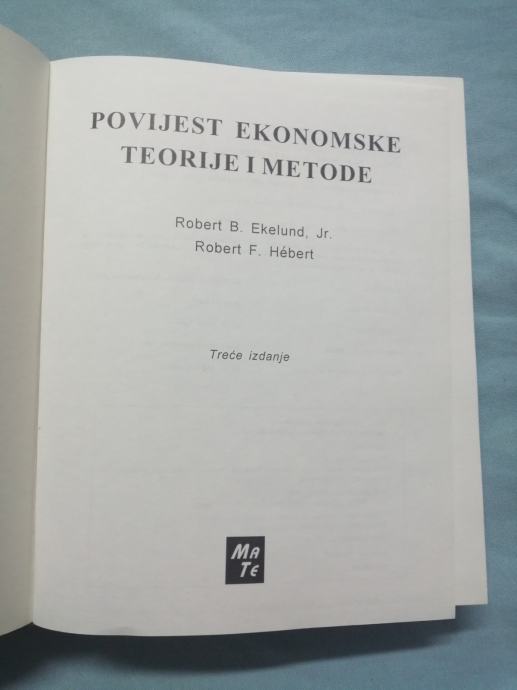 POVIJEST EKONOMSKE
TEORIJE I METODE
Robert B. Ekelund, Jr.
Robert F. Hébert
Treće izdanje
MA
TE